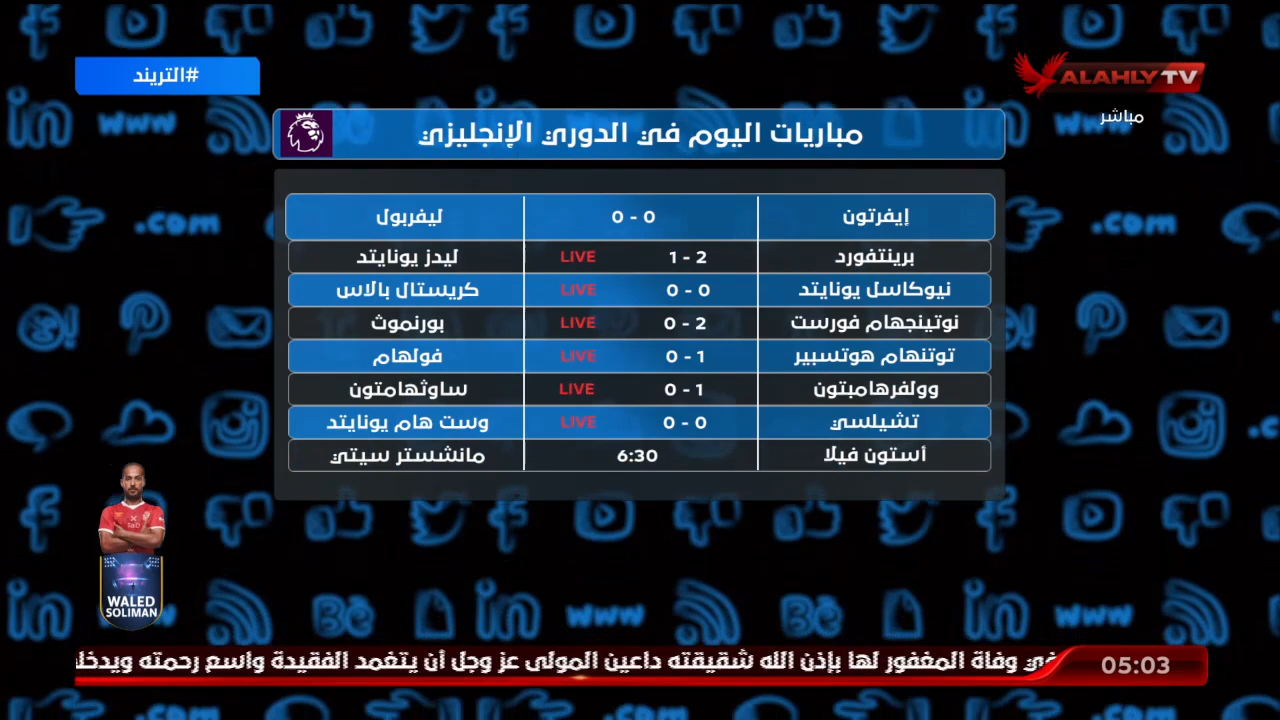 #التريند
ALAHLY TV
مباشر
مباريات اليوم في الدوري الإنجليزي
إيفرتون 0 - 0 ليفربول
برينتفورد 1 - 2 LIVE ليدز يونايتد
نيوكاسل يونايتد 0 - 0 LIVE كريستال بالاس
نوتينجهام فورست 0 - 2 LIVE بورنموث
توتنهام هوتسبير 0 - 1 LIVE فولهام
وولفرهامبتون 0 - 1 LIVE ساوثهامتون
تشيلسي 0 - 0 LIVE وست هام يونايتد
أستون فيلا 6:30 مانشستر سيتي
WALED
SOLIMAN
في وفاة المغفور لها بإذن الله شقيقته داعين المولى عز وجل أن يتغمد الفقيدة واسع رحمته ويدخله
05:03